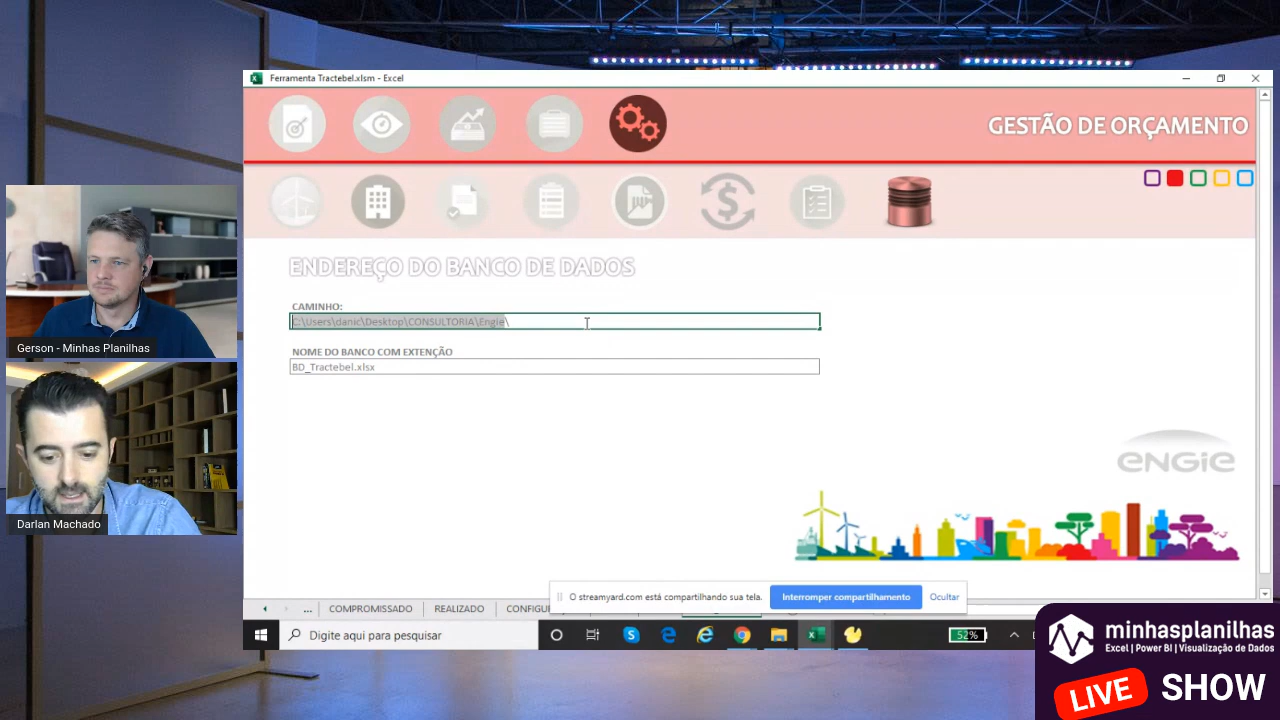 Ferramenta Tractebel.xlsm - Excel
GESTÃO DE ORÇAMENTO
ENDEREÇO DO BANCO DE DADOS
CAMINHO:
C:\Users\danic\Desktop\CONSULTORIA\Engie\
NOME DO BANCO COM EXTENÇÃO
BD_Tractebel.xlsx
ENGIE
Gerson - Minhas Planilhas
Darlan Machado
O streamyard.com está compartilhando sua tela.
Interromper compartilhamento
Ocultar
... COMPROMISSADO REALIZADO
Digite aqui para pesquisar
52%
minhasplanilhas
Excel | Power BI | Visualização de Dados
LIVE SHOW